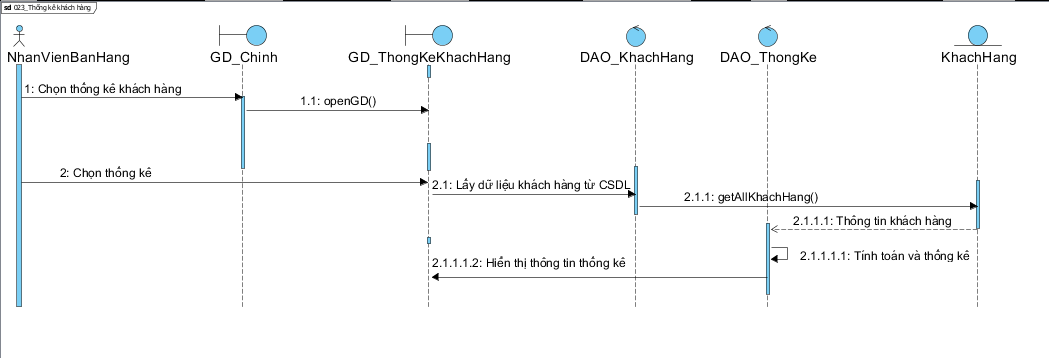 sd 023_Thống kê khách hàng
NhanVienBanHang
GD_Chinh
GD_ThongKeKhachHang
DAO_KhachHang
DAO_ThongKe
KhachHang
1: Chọn thống kê khách hàng
1.1: openGD()
2: Chọn thống kê
2.1: Lấy dữ liệu khách hàng từ CSDL
2.1.1: getAllKhachHang()
2.1.1.1: Thông tin khách hàng
2.1.1.1.1: Tính toán và thống kê
2.1.1.1.2: Hiển thị thông tin thống kê